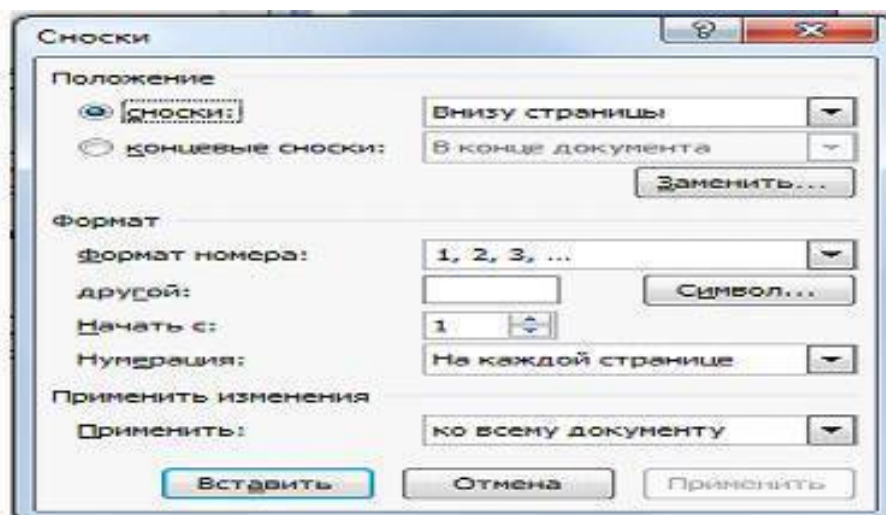 Сноски
Положение
сноски: Внизу страницы
концевые сноски: В конце документа
Заменить...
Формат
Формат номера: 1, 2, 3, ...
другой: Символ...
Начать с: 1
Нумерация: На каждой странице
Применить изменения
Применить: ко всему документу
Вставить Отмена Применить